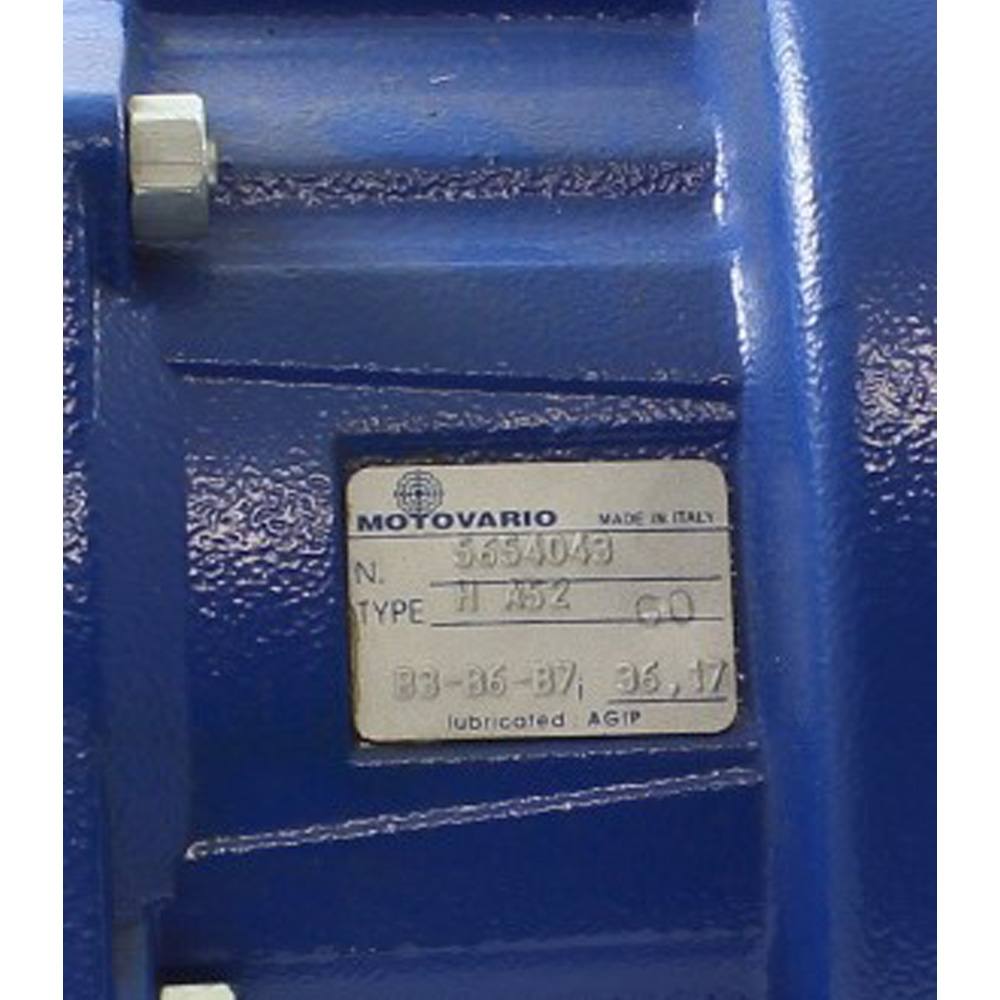 MOTOVARIO MADE IN ITALY
N. 5654043
TYPE H A52 60
B3-B6-B7 i 36,17
lubricated : AGIP